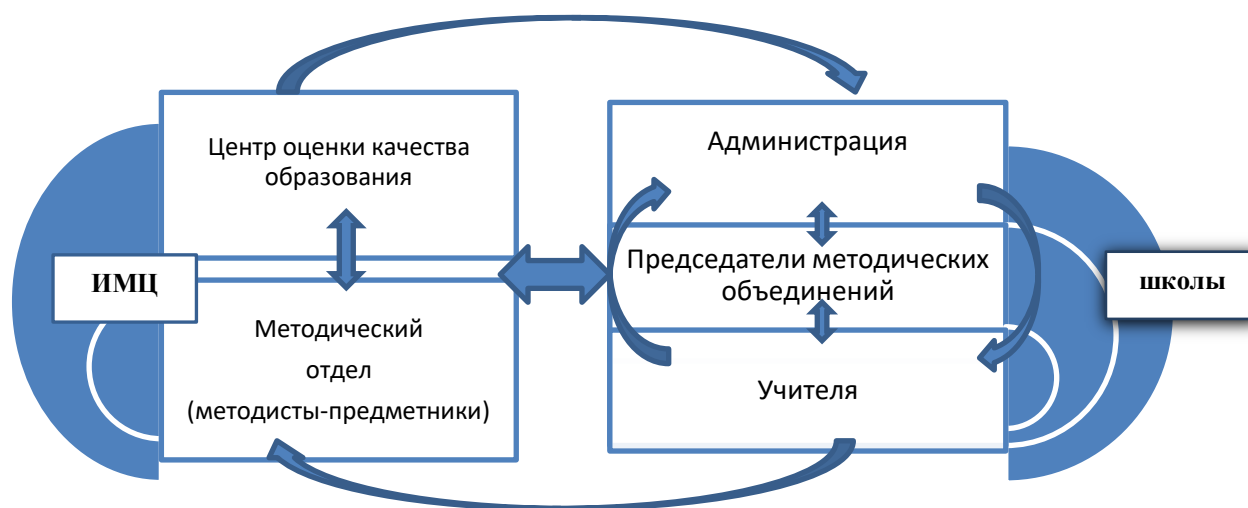 Центр оценки качества
образования
ИМЦ
Методический
отдел
(методисты-предметники)
Администрация
Председатели методических
объединений
Учителя
школы